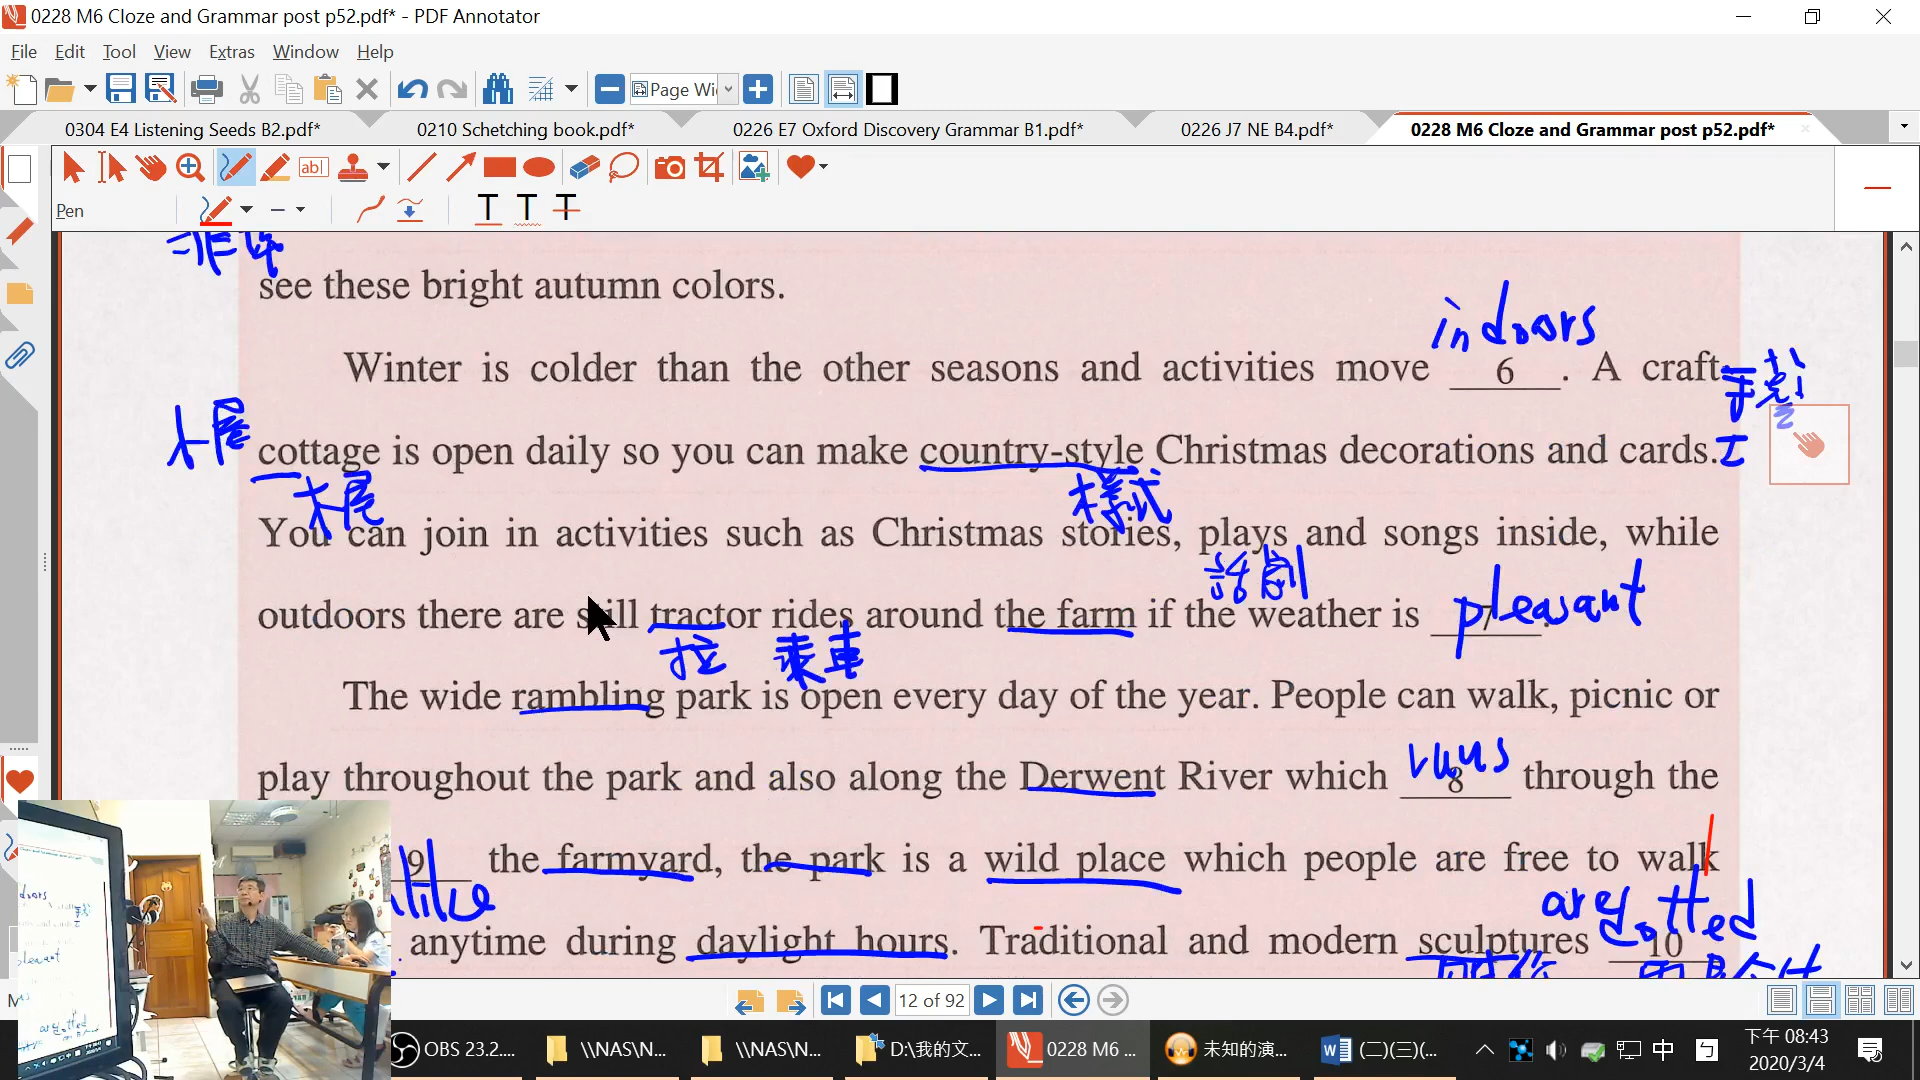 0228 M6 Cloze and Grammar post p52.pdf* - PDF Annotator
File Edit Tool View Extras Window Help
Page Wi
0304 E4 Listening Seeds B2.pdf* 0210 Schetching book.pdf* 0226 E7 Oxford Discovery Grammar B1.pdf* 0226 J7 NE B4.pdf* 0228 M6 Cloze and Grammar post p52.pdf*
Pen
see these bright autumn colors.
indoors
Winter is colder than the other seasons and activities move 6 . A craft
木屋
cottage is open daily so you can make country-style Christmas decorations and cards.
木屋 樣式
You can join in activities such as Christmas stories, plays and songs inside, while
話劇
outdoors there are still tractor rides around the farm if the weather is 7 .
pleasant
拉 乘車
The wide rambling park is open every day of the year. People can walk, picnic or
runs
play throughout the park and also along the Derwent River which 8 through the
9 the farmyard, the park is a wild place which people are free to walk
are dotted
anytime during daylight hours. Traditional and modern sculptures 10
12 of 92
OBS 23.2.... \\NAS\N... \\NAS\N... D:\我的文... 0228 M6 ... 未知的演... (二)(三)(... 中
下午 08:43
2020/3/4